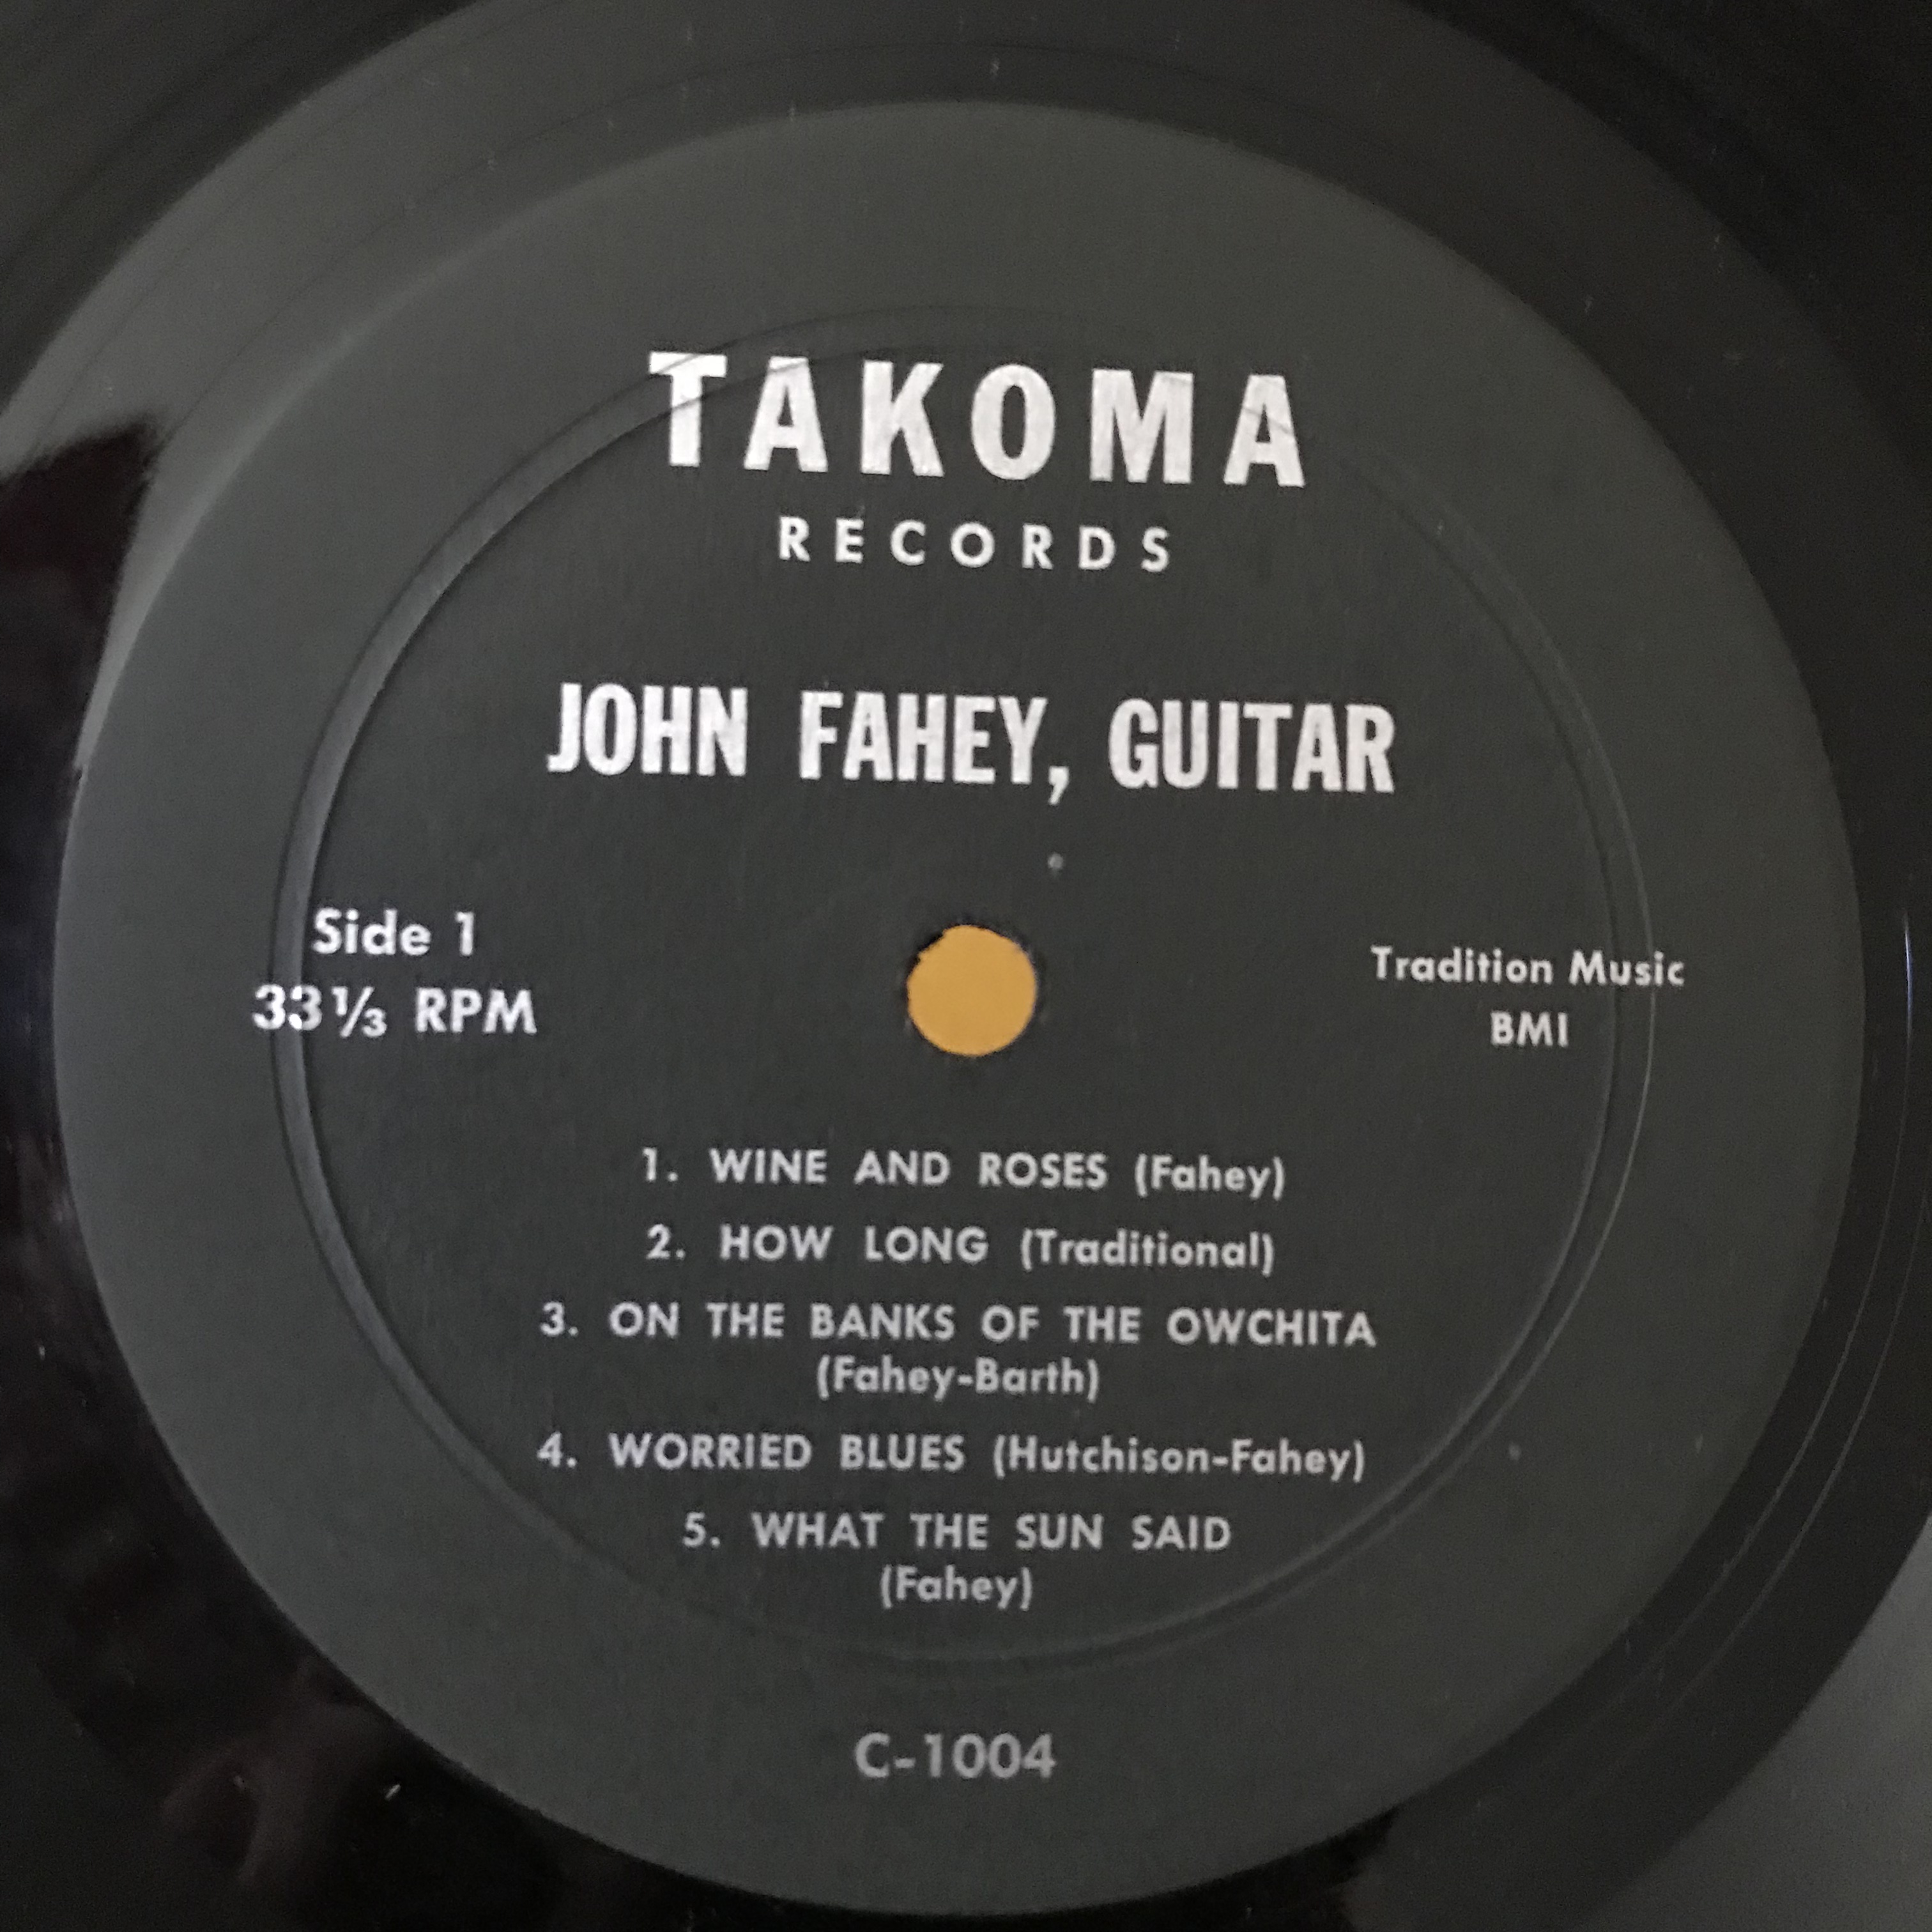 TAKOMA
RECORDS
JOHN FAHEY, GUITAR
Side 1
33 ⅓ RPM
Tradition Music
BMI
1. WINE AND ROSES (Fahey)
2. HOW LONG (Traditional)
3. ON THE BANKS OF THE OWCHITA
(Fahey-Barth)
4. WORRIED BLUES (Hutchison-Fahey)
5. WHAT THE SUN SAID
(Fahey)
C-1004